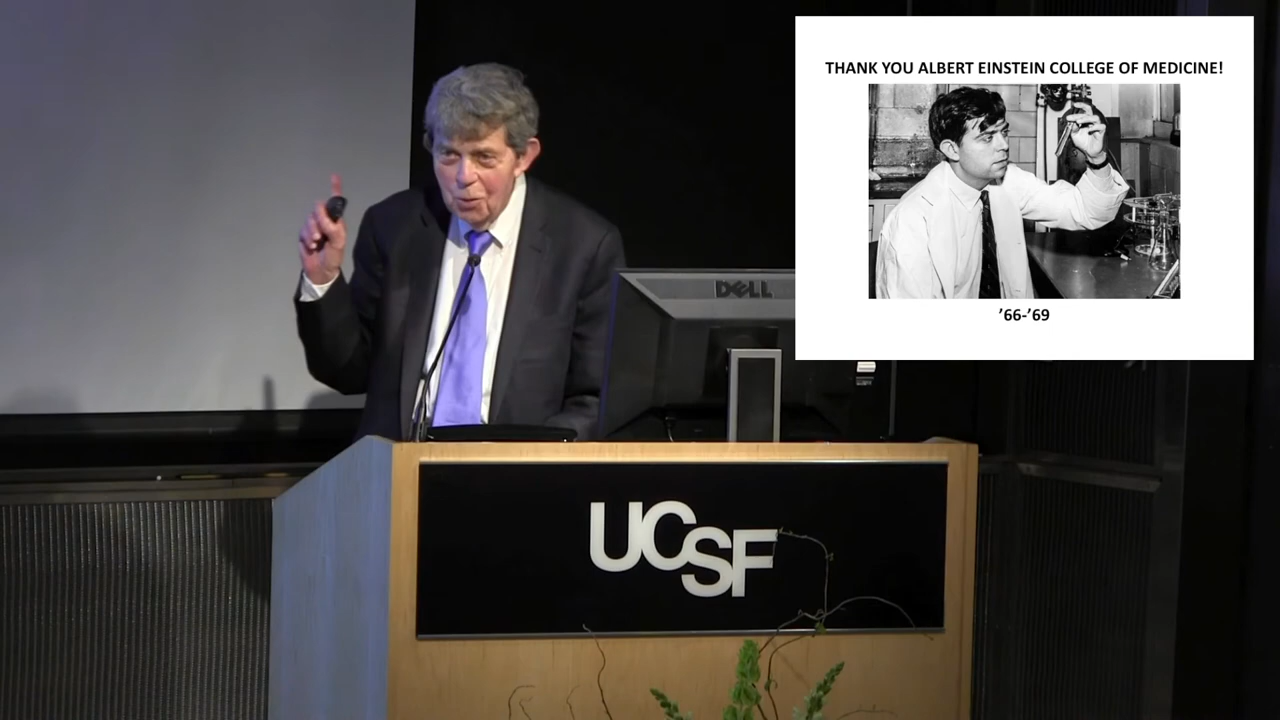 THANK YOU ALBERT EINSTEIN COLLEGE OF MEDICINE!
’66-’69
DELL
UCSF